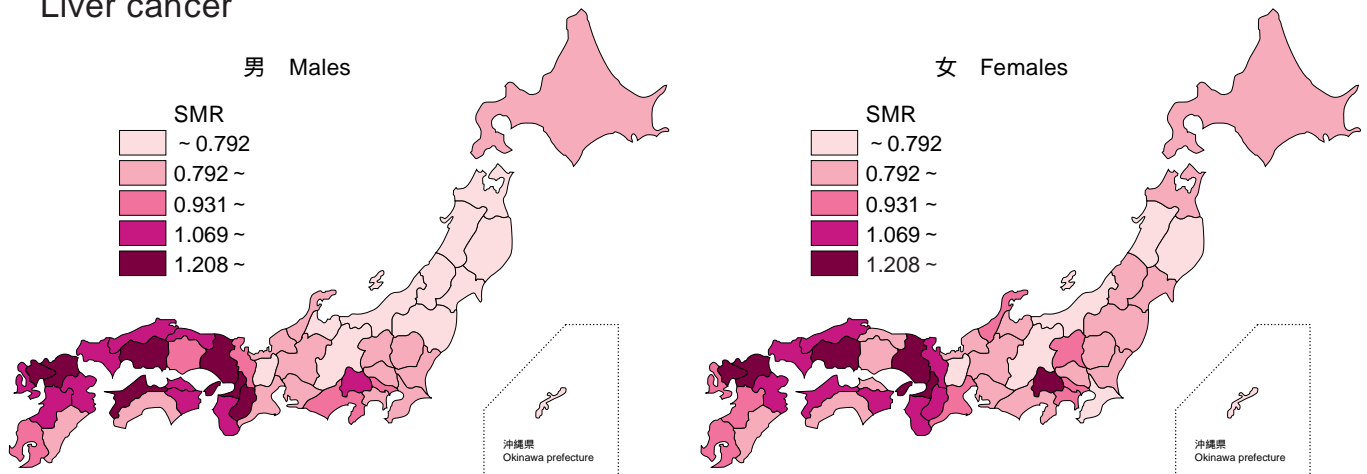 Liver cancer
男 Males
SMR
~ 0.792
0.792 ~
0.931 ~
1.069 ~
1.208 ~
沖縄県
Okinawa prefecture
女 Females
SMR
~ 0.792
0.792 ~
0.931 ~
1.069 ~
1.208 ~
沖縄県
Okinawa prefecture